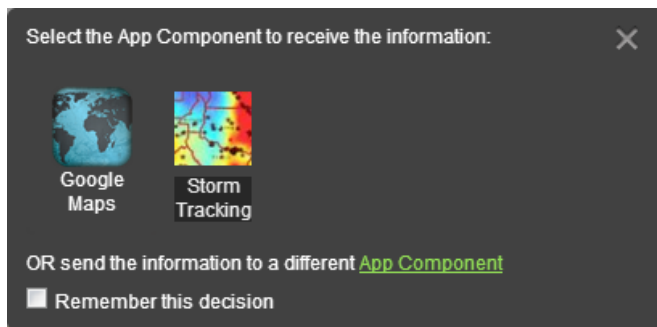 Select the App Component to receive the information:
Google
Maps
Storm
Tracking
OR send the information to a different App Component
Remember this decision